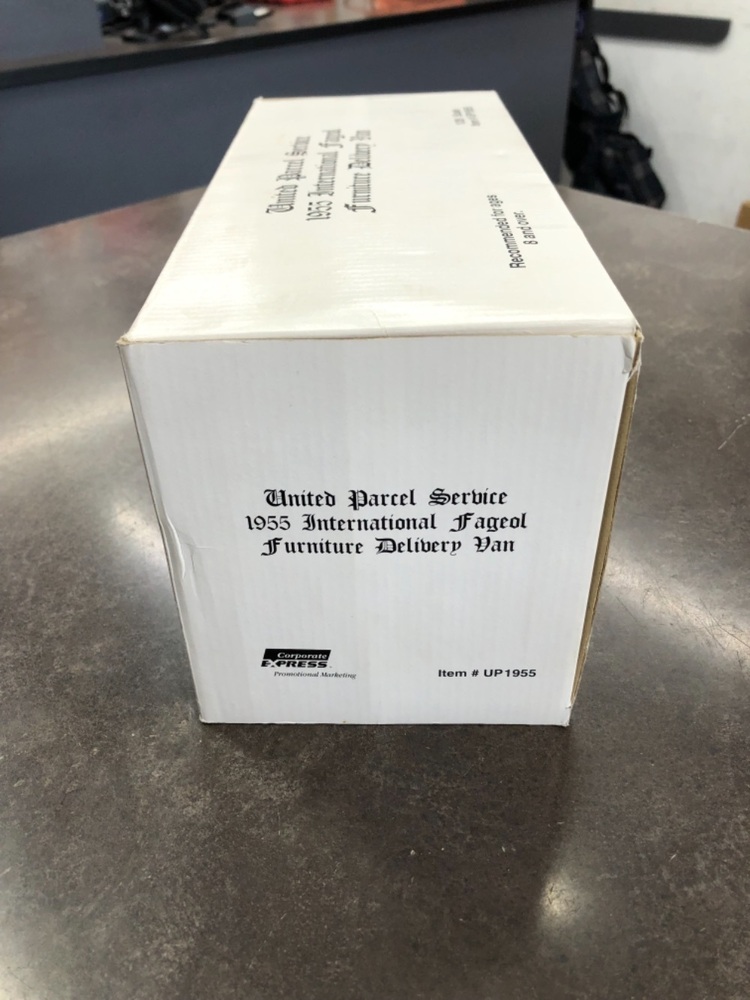 United Parcel Service
1955 International Fageol
Furniture Delivery Van
Recommended for ages
8 and over.
United Parcel Service
1955 International Fageol
Furniture Delivery Van
Corporate
EXPRESS
Promotional Marketing
Item # UP1955